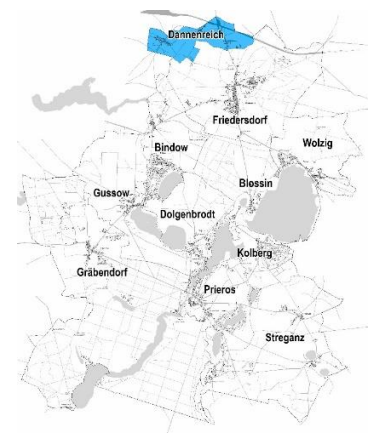 Dannenreich
Friedersdorf
Wolzig
Bindow
Blossin
Gussow
Dolgenbrodt
Kolberg
Gräbendorf
Prieros
Streganz